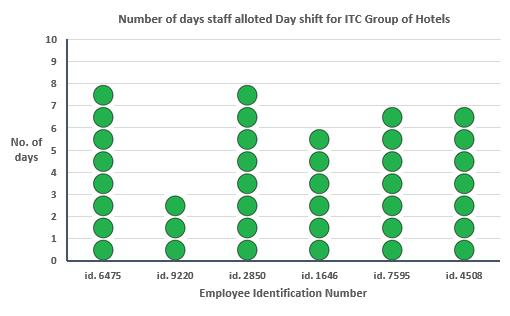 Number of days staff alloted Day shift for ITC Group of Hotels
10
9
8
7
6
5
4
3
2
1
0
No. of
days
id. 6475 id. 9220 id. 2850 id. 1646 id. 7595 id. 4508
Employee Identification Number